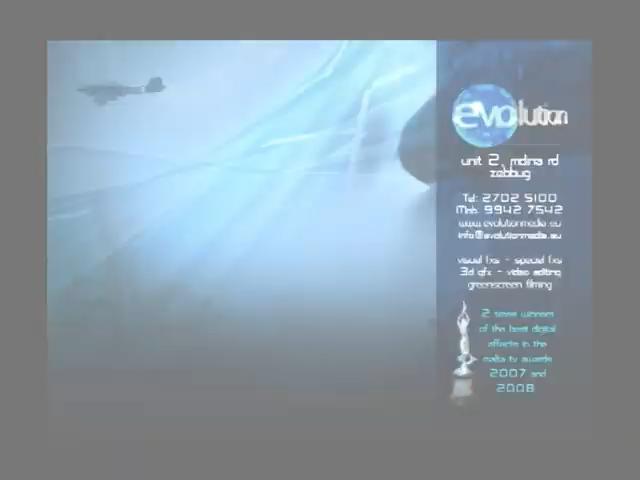 evolution
unit 2, mdina rd
zebbug
Tel: 2702 5100
Mob: 9942 7542
www.evolutionmedia.eu
info@evolutionmedia.eu
visual fxs - special fxs
3d gfx - video editing
greenscreen filming
2 times winners
of the best digital
effects in the
malta tv awards
2007 and
2008